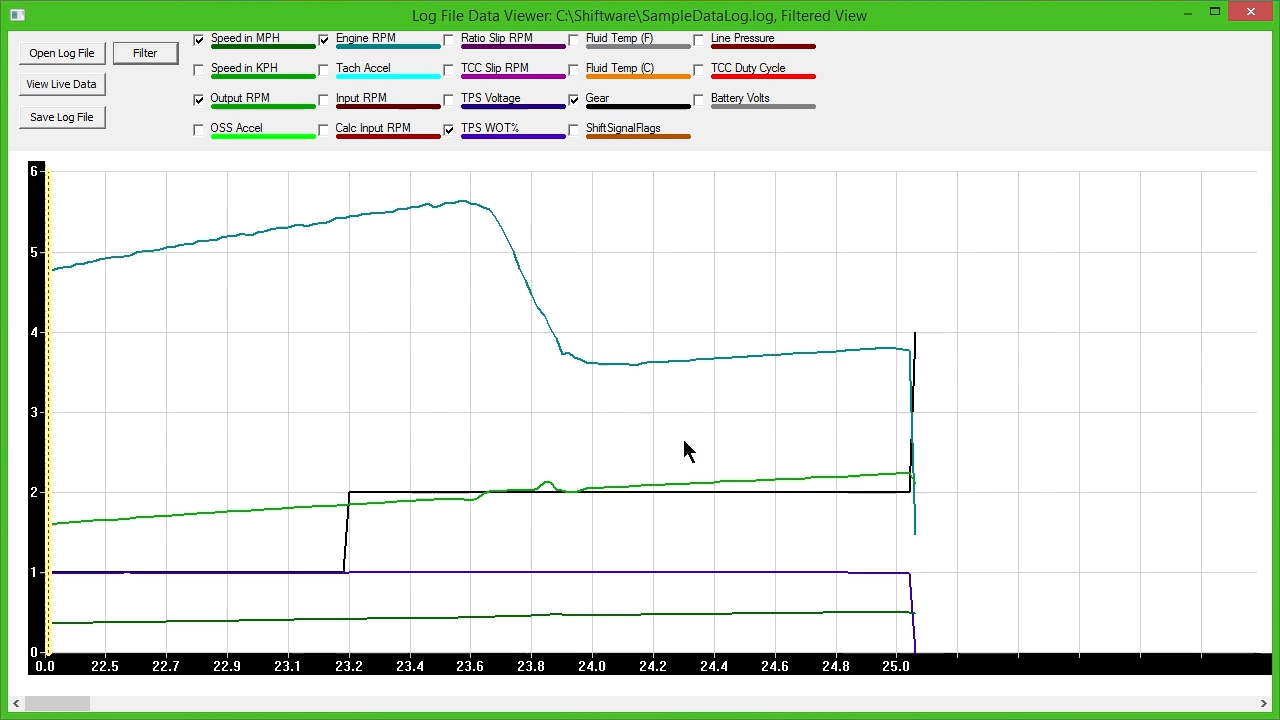 Log File Data Viewer: C:\Shiftware\SampleDataLog.log, Filtered View
Open Log File Filter
View Live Data
Save Log File
Speed in MPH Engine RPM Ratio Slip RPM Fluid Temp (F) Line Pressure
Speed in KPH Tach Accel TCC Slip RPM Fluid Temp (C) TCC Duty Cycle
Output RPM Input RPM TPS Voltage Gear Battery Volts
OSS Accel Calc Input RPM TPS WOT% ShiftSignalFlags
6
5
4
3
2
1
0
0.0 22.5 22.7 22.9 23.1 23.2 23.4 23.6 23.8 24.0 24.2 24.4 24.6 24.8 25.0